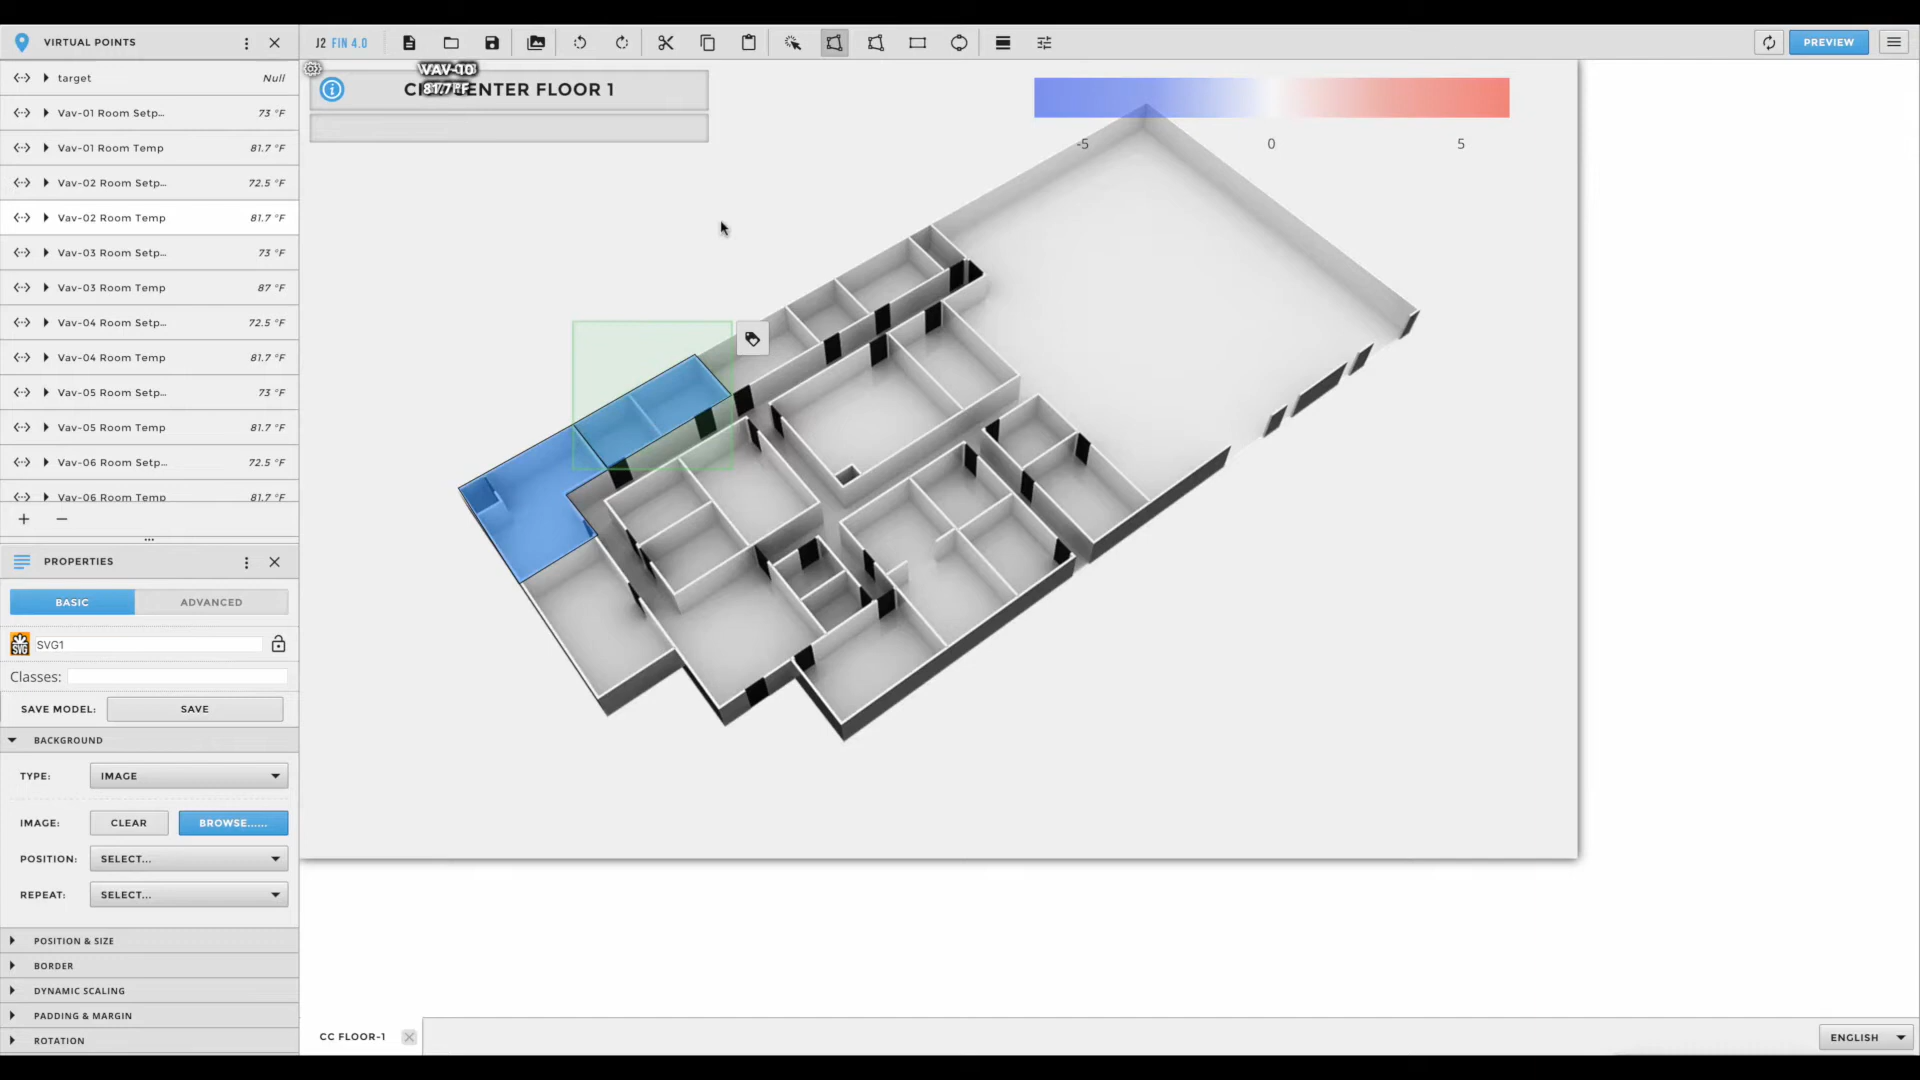 VIRTUAL POINTS
J2 FIN 4.0
PREVIEW
target Null
Vav-01 Room Setp... 73 °F
Vav-01 Room Temp 81.7 °F
Vav-02 Room Setp... 72.5 °F
Vav-02 Room Temp 81.7 °F
Vav-03 Room Setp... 73 °F
Vav-03 Room Temp 87 °F
Vav-04 Room Setp... 72.5 °F
Vav-04 Room Temp 81.7 °F
Vav-05 Room Setp... 73 °F
Vav-05 Room Temp 81.7 °F
Vav-06 Room Setp... 72.5 °F
Vav-06 Room Temp 81.7 °F
PROPERTIES
BASIC ADVANCED
SVG SVG1
Classes:
SAVE MODEL: SAVE
BACKGROUND
TYPE: IMAGE
IMAGE: CLEAR BROWSE......
POSITION: SELECT...
REPEAT: SELECT...
POSITION & SIZE
BORDER
DYNAMIC SCALING
PADDING & MARGIN
ROTATION
VAV-10
CENTER FLOOR 1
-5 0 5
CC FLOOR-1
ENGLISH